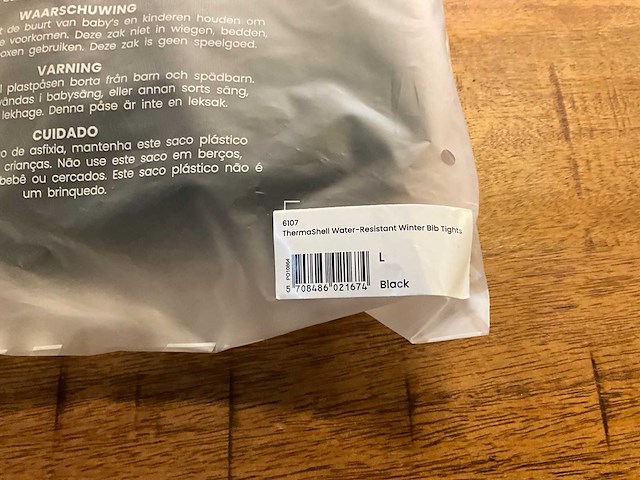 WAARSCHUWING
de buurt van baby's en kinderen houden om
voorkomen. Deze zak niet in wiegen, bedden,
boxen gebruiken. Deze zak is geen speelgoed.
VARNING
plastpåsen borta från barn och spädbarn.
vändas i babysäng, eller annan sorts säng,
lekhage. Denna påse är inte en leksak.
CUIDADO
de asfixia, mantenha este saco plástico
crianças. Não use este saco em berços,
bebê ou cercados. Este saco plástico não é
um brinquedo.
6107
ThermaShell Water-Resistant Winter Bib Tights
PO10864
L
5 708486 021674
Black